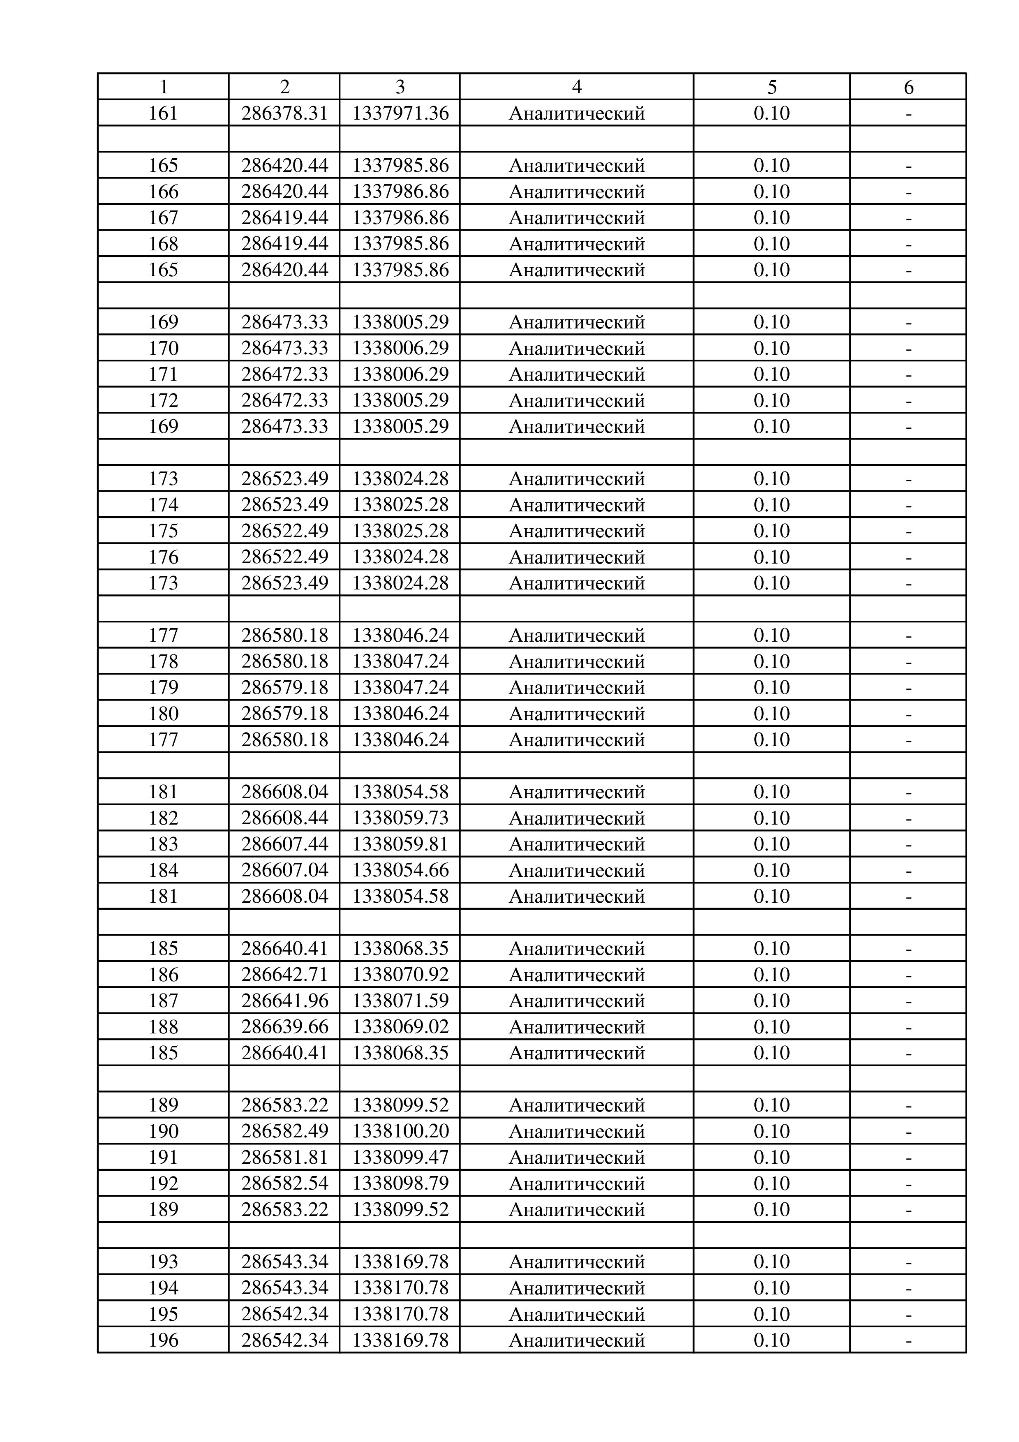 1 2 3 4 5 6
161 286378.31 1337971.36 Аналитический 0.10 -
165 286420.44 1337985.86 Аналитический 0.10 -
166 286420.44 1337986.86 Аналитический 0.10 -
167 286419.44 1337986.86 Аналитический 0.10 -
168 286419.44 1337985.86 Аналитический 0.10 -
165 286420.44 1337985.86 Аналитический 0.10 -
169 286473.33 1338005.29 Аналитический 0.10 -
170 286473.33 1338006.29 Аналитический 0.10 -
171 286472.33 1338006.29 Аналитический 0.10 -
172 286472.33 1338005.29 Аналитический 0.10 -
169 286473.33 1338005.29 Аналитический 0.10 -
173 286523.49 1338024.28 Аналитический 0.10 -
174 286523.49 1338025.28 Аналитический 0.10 -
175 286522.49 1338025.28 Аналитический 0.10 -
176 286522.49 1338024.28 Аналитический 0.10 -
173 286523.49 1338024.28 Аналитический 0.10 -
177 286580.18 1338046.24 Аналитический 0.10 -
178 286580.18 1338047.24 Аналитический 0.10 -
179 286579.18 1338047.24 Аналитический 0.10 -
180 286579.18 1338046.24 Аналитический 0.10 -
177 286580.18 1338046.24 Аналитический 0.10 -
181 286608.04 1338054.58 Аналитический 0.10 -
182 286608.44 1338059.73 Аналитический 0.10 -
183 286607.44 1338059.81 Аналитический 0.10 -
184 286607.04 1338054.66 Аналитический 0.10 -
181 286608.04 1338054.58 Аналитический 0.10 -
185 286640.41 1338068.35 Аналитический 0.10 -
186 286642.71 1338070.92 Аналитический 0.10 -
187 286641.96 1338071.59 Аналитический 0.10 -
188 286639.66 1338069.02 Аналитический 0.10 -
185 286640.41 1338068.35 Аналитический 0.10 -
189 286583.22 1338099.52 Аналитический 0.10 -
190 286582.49 1338100.20 Аналитический 0.10 -
191 286581.81 1338099.47 Аналитический 0.10 -
192 286582.54 1338098.79 Аналитический 0.10 -
189 286583.22 1338099.52 Аналитический 0.10 -
193 286543.34 1338169.78 Аналитический 0.10 -
194 286543.34 1338170.78 Аналитический 0.10 -
195 286542.34 1338170.78 Аналитический 0.10 -
196 286542.34 1338169.78 Аналитический 0.10 -